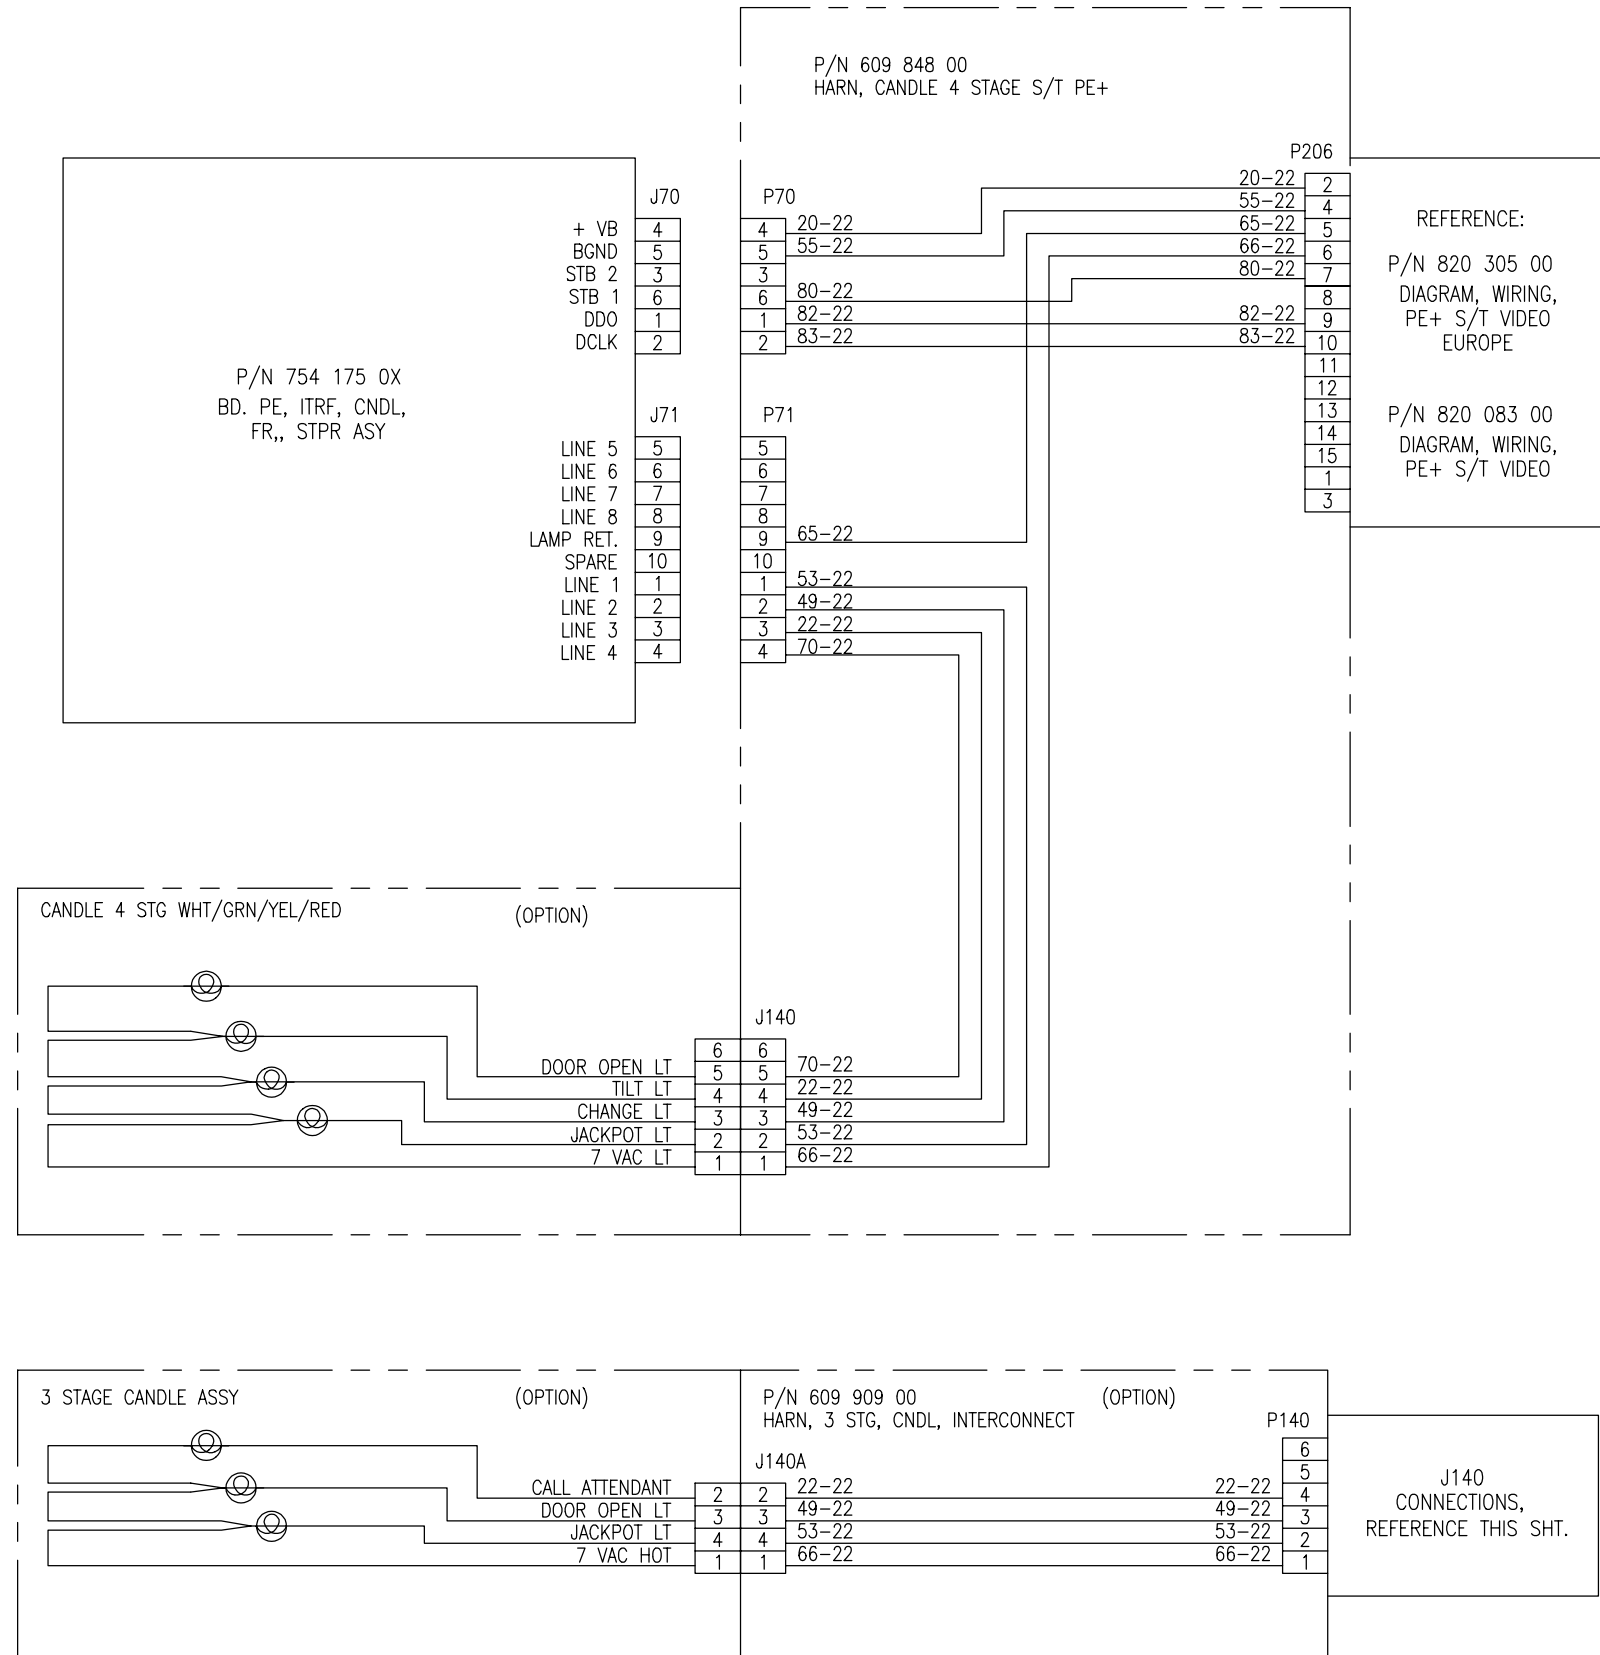 P/N 609 848 00
HARN, CANDLE 4 STAGE S/T PE+
P/N 754 175 0X
BD. PE, ITRF, CNDL,
FR,, STPR ASY
J70
+ VB 4
BGND 5
STB 2 3
STB 1 6
DDO 1
DCLK 2
J71
LINE 5 5
LINE 6 6
LINE 7 7
LINE 8 8
LAMP RET. 9
SPARE 10
LINE 1 1
LINE 2 2
LINE 3 3
LINE 4 4
P70
4 20-22
5 55-22
3
6 80-22
1 82-22
2 83-22
P71
5
6
7
8
9 65-22
10
1 53-22
2 49-22
3 22-22
4 70-22
P206
20-22 2
55-22 4
65-22 5
66-22 6
80-22 7
8
82-22 9
83-22 10
11
12
13
14
15
1
3
REFERENCE:
P/N 820 305 00
DIAGRAM, WIRING,
PE+ S/T VIDEO
EUROPE
P/N 820 083 00
DIAGRAM, WIRING,
PE+ S/T VIDEO
CANDLE 4 STG WHT/GRN/YEL/RED (OPTION)
J140
6 6
DOOR OPEN LT 5 5 70-22
TILT LT 4 4 22-22
CHANGE LT 3 3 49-22
JACKPOT LT 2 2 53-22
7 VAC LT 1 1 66-22
3 STAGE CANDLE ASSY (OPTION)
P/N 609 909 00 (OPTION)
HARN, 3 STG, CNDL, INTERCONNECT
J140A
CALL ATTENDANT 2 2 22-22
DOOR OPEN LT 3 3 49-22
JACKPOT LT 4 4 53-22
7 VAC HOT 1 1 66-22
P140
6
5
22-22 4
49-22 3
53-22 2
66-22 1
J140
CONNECTIONS,
REFERENCE THIS SHT.